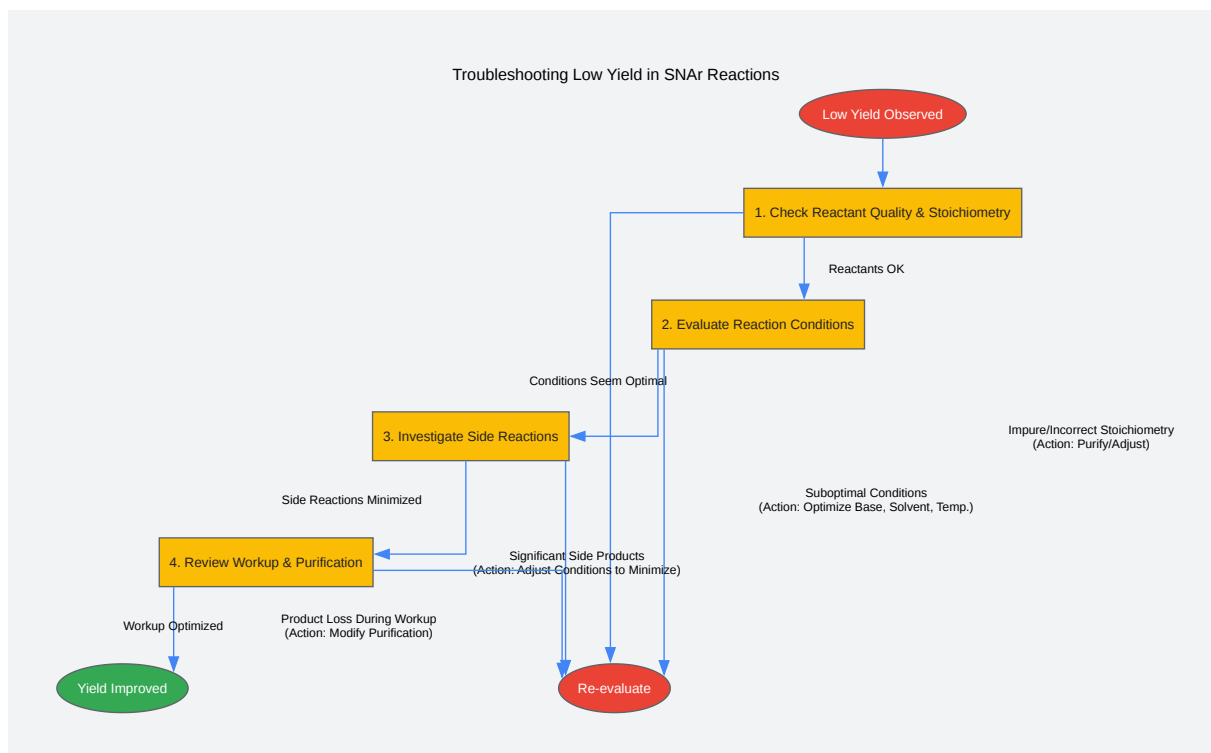 Troubleshooting Low Yield in SNAr Reactions
Low Yield Observed
1. Check Reactant Quality & Stoichiometry
Reactants OK
2. Evaluate Reaction Conditions
Conditions Seem Optimal
Impure/Incorrect Stoichiometry
(Action: Purify/Adjust)
3. Investigate Side Reactions
Suboptimal Conditions
(Action: Optimize Base, Solvent, Temp.)
Side Reactions Minimized
Significant Side Products
(Action: Adjust Conditions to Minimize)
4. Review Workup & Purification
Product Loss During Workup
(Action: Modify Purification)
Workup Optimized
Yield Improved
Re-evaluate